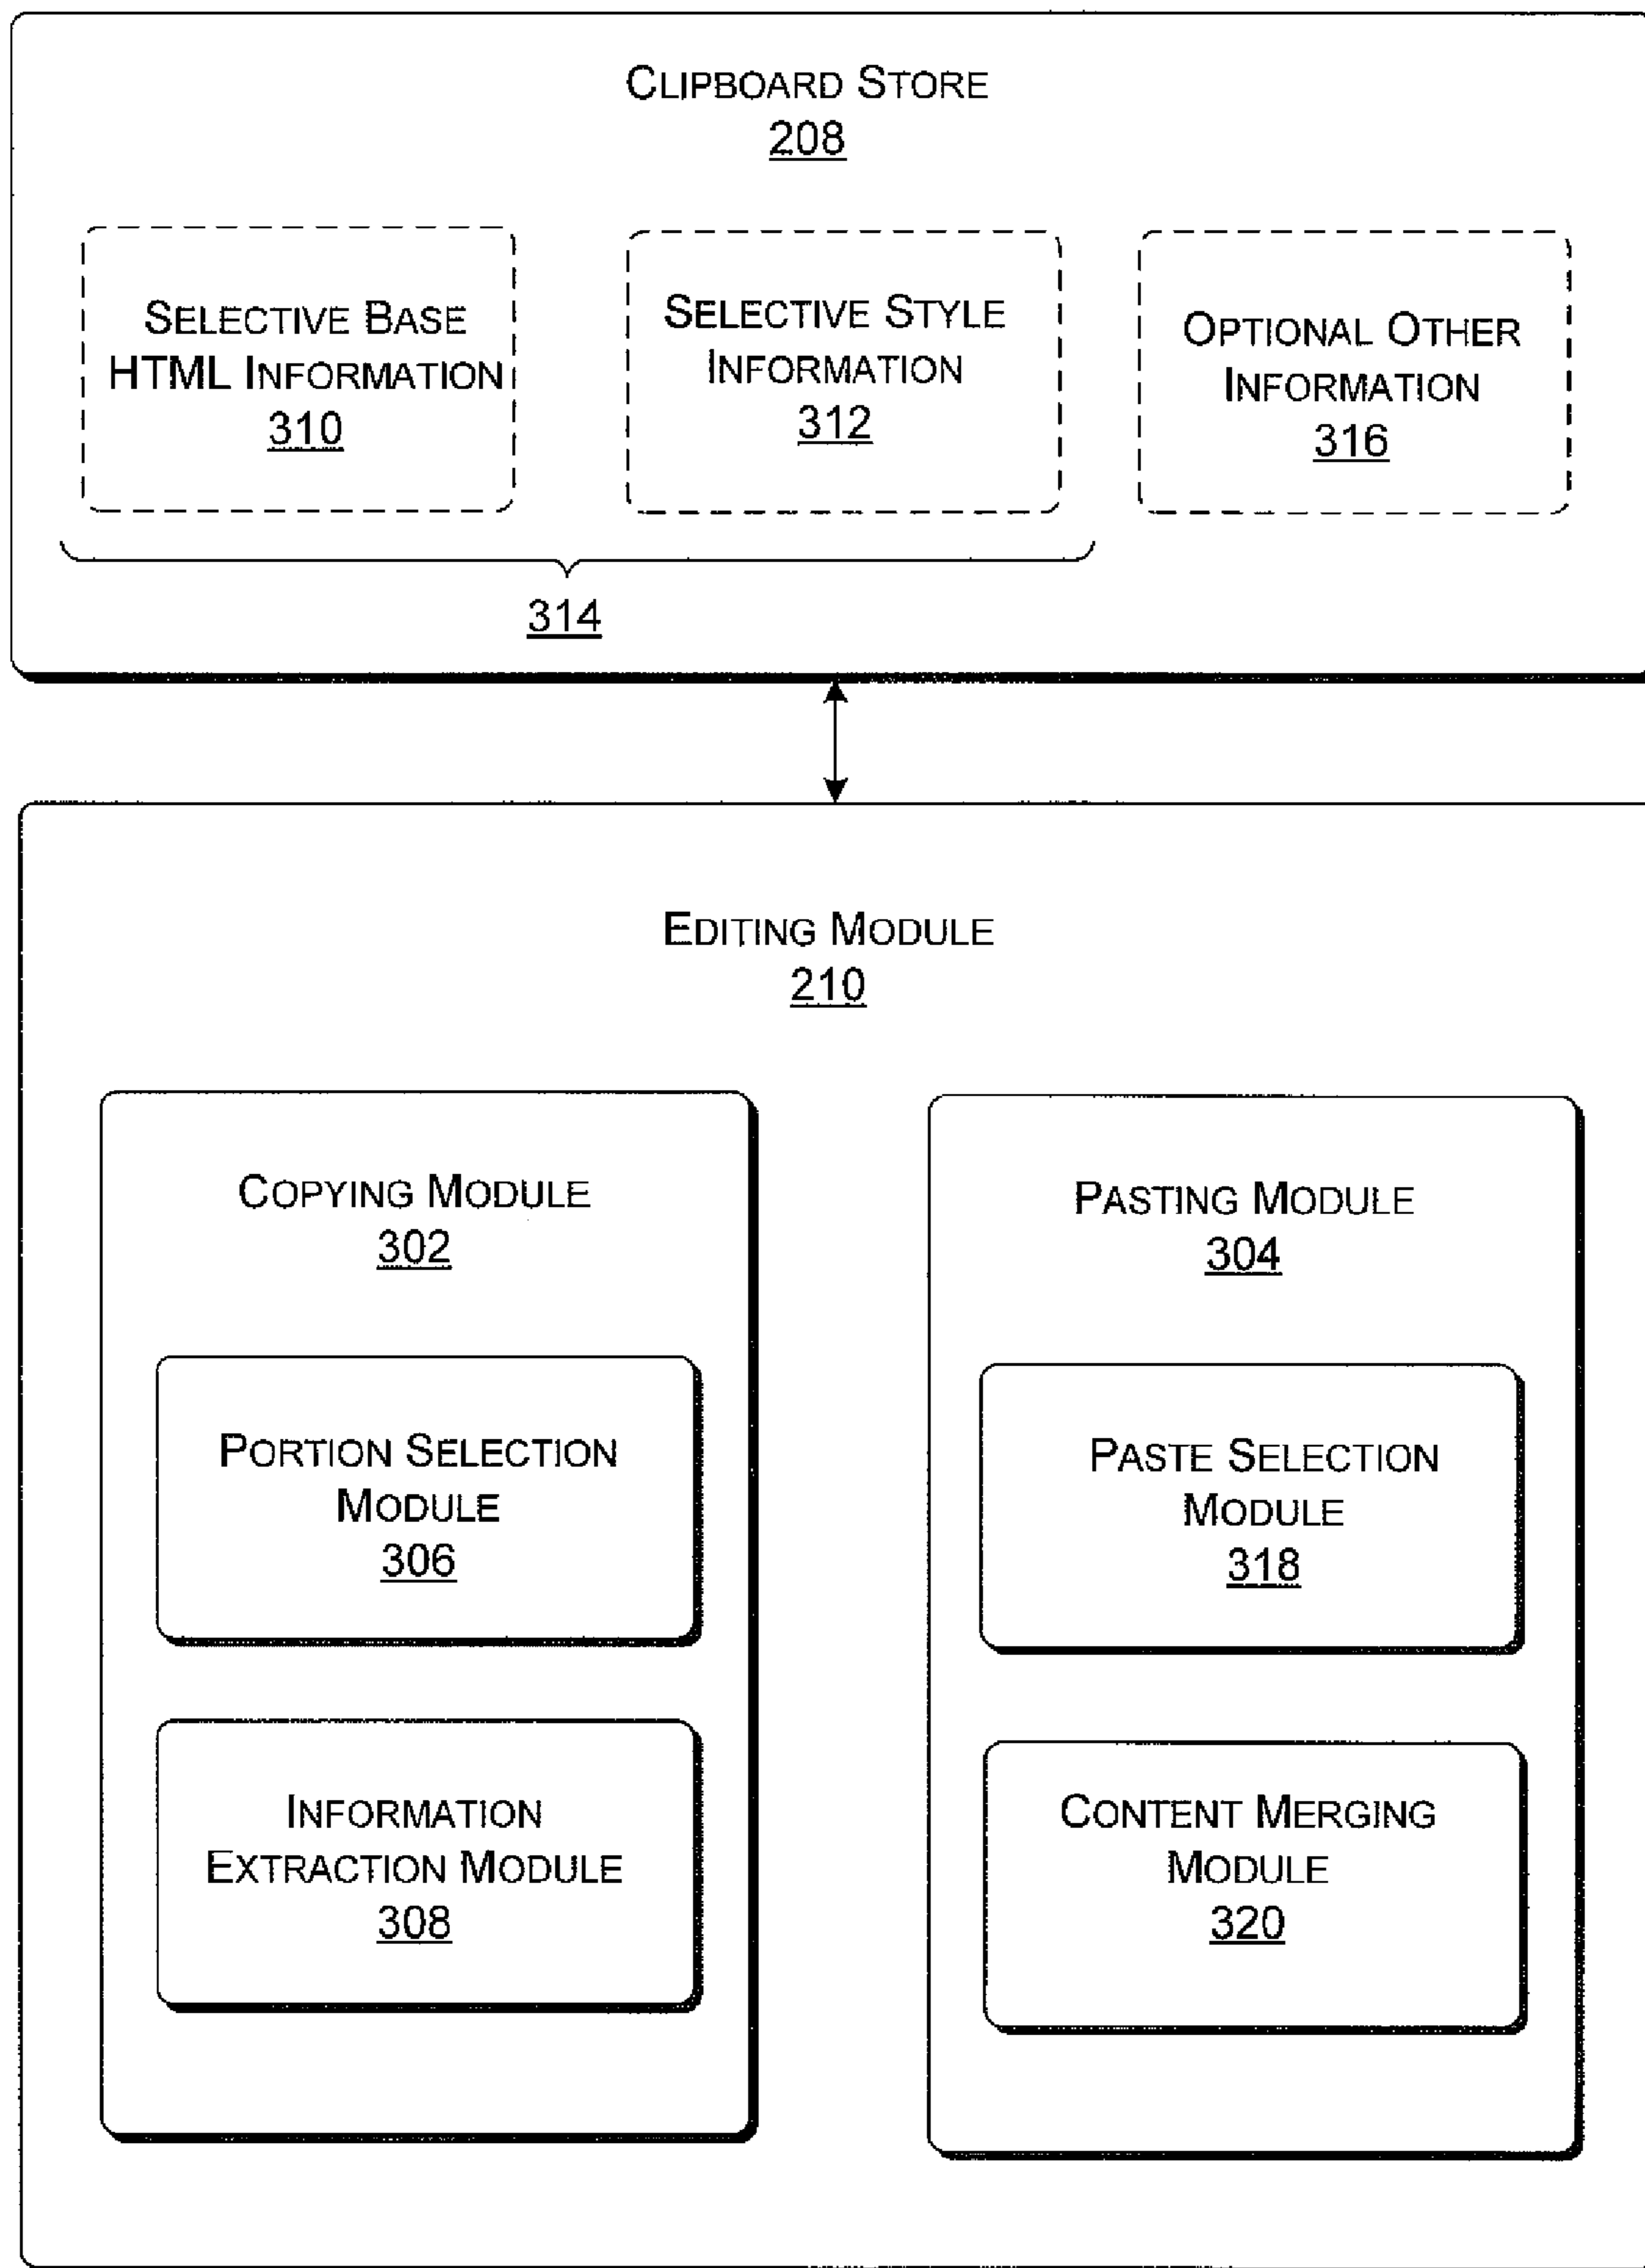 CLIPBOARD STORE
208
SELECTIVE BASE
HTML INFORMATION
310
SELECTIVE STYLE
INFORMATION
312
OPTIONAL OTHER
INFORMATION
316
314
EDITING MODULE
210
COPYING MODULE
302
PORTION SELECTION
MODULE
306
INFORMATION
EXTRACTION MODULE
308
PASTING MODULE
304
PASTE SELECTION
MODULE
318
CONTENT MERGING
MODULE
320